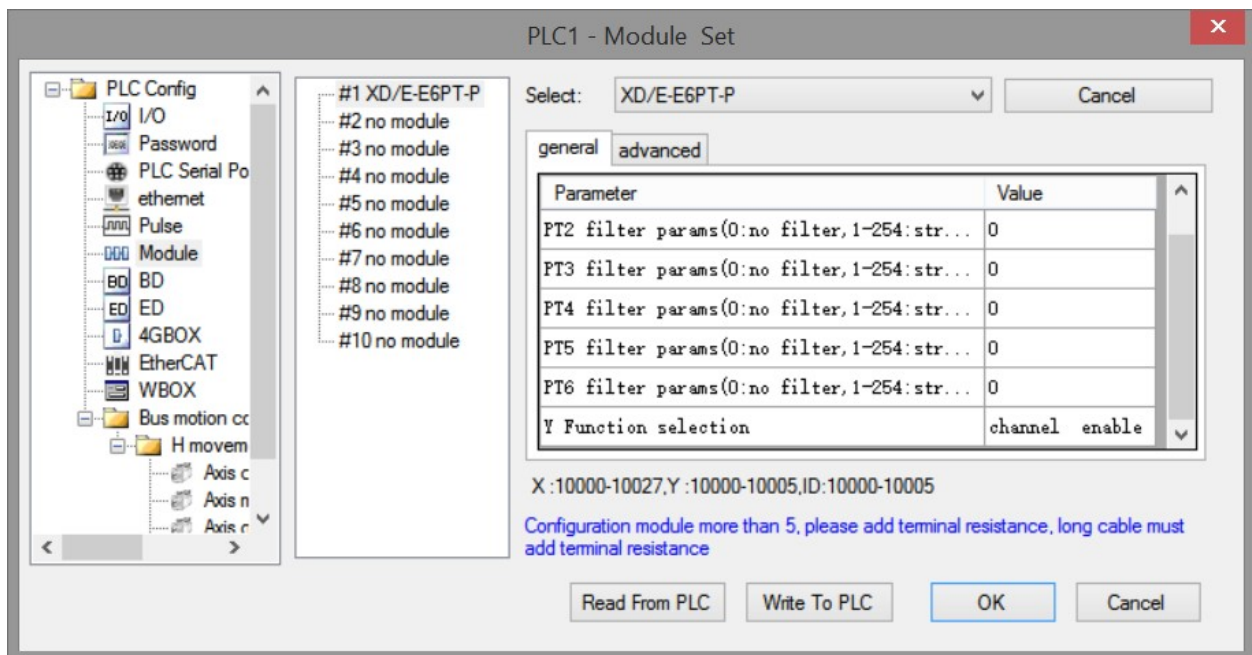 PLC1 - Module Set
x
PLC Config
I/O I/O
Password
PLC Serial Po
ethernet
Pulse
Module
BD BD
ED ED
4GBOX
EtherCAT
WBOX
Bus motion cc
H movem
Axis c
Axis n
Axis c
#1 XD/E-E6PT-P
#2 no module
#3 no module
#4 no module
#5 no module
#6 no module
#7 no module
#8 no module
#9 no module
#10 no module
Select: XD/E-E6PT-P Cancel
general advanced
Parameter Value
PT2 filter params(0:no filter,1-254:str... 0
PT3 filter params(0:no filter,1-254:str... 0
PT4 filter params(0:no filter,1-254:str... 0
PT5 filter params(0:no filter,1-254:str... 0
PT6 filter params(0:no filter,1-254:str... 0
Y Function selection channel enable
X :10000-10027,Y :10000-10005,ID:10000-10005
Configuration module more than 5, please add terminal resistance, long cable must
add terminal resistance
Read From PLC Write To PLC OK Cancel